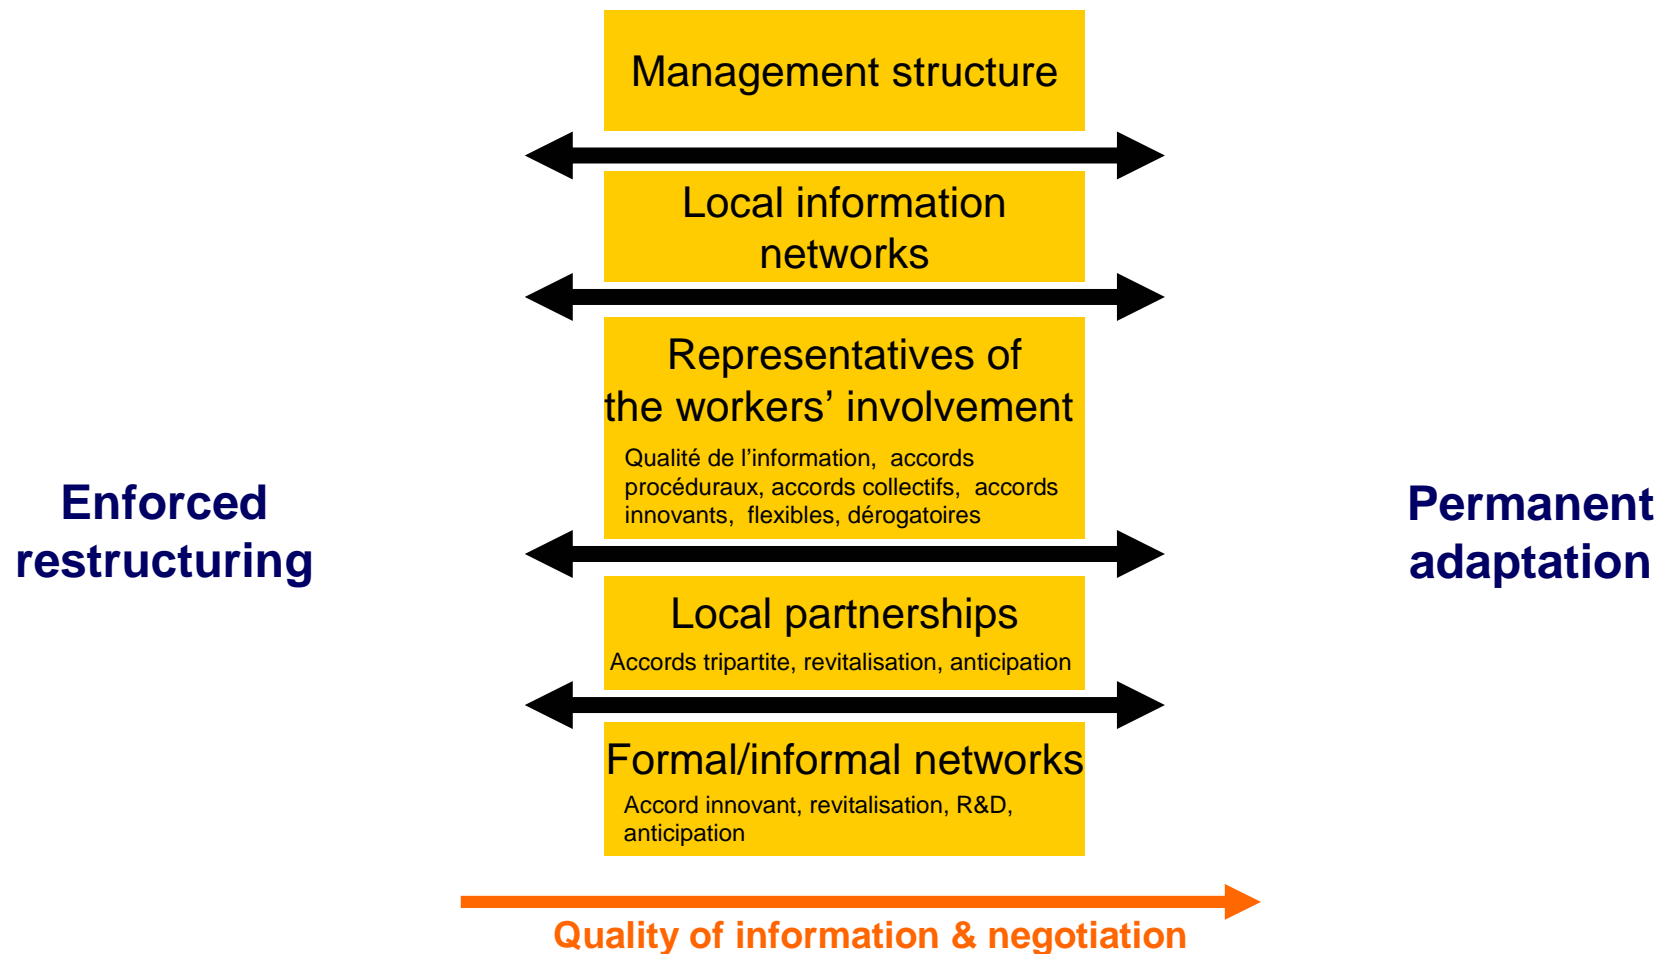 Management structure
Local information
networks
Representatives of
the workers’ involvement
Qualité de l’information, accords
procéduraux, accords collectifs, accords
innovants, flexibles, dérogatoires
Enforced
restructuring
Permanent
adaptation
Local partnerships
Accords tripartite, revitalisation, anticipation
Formal/informal networks
Accord innovant, revitalisation, R&D,
anticipation
Quality of information & negotiation